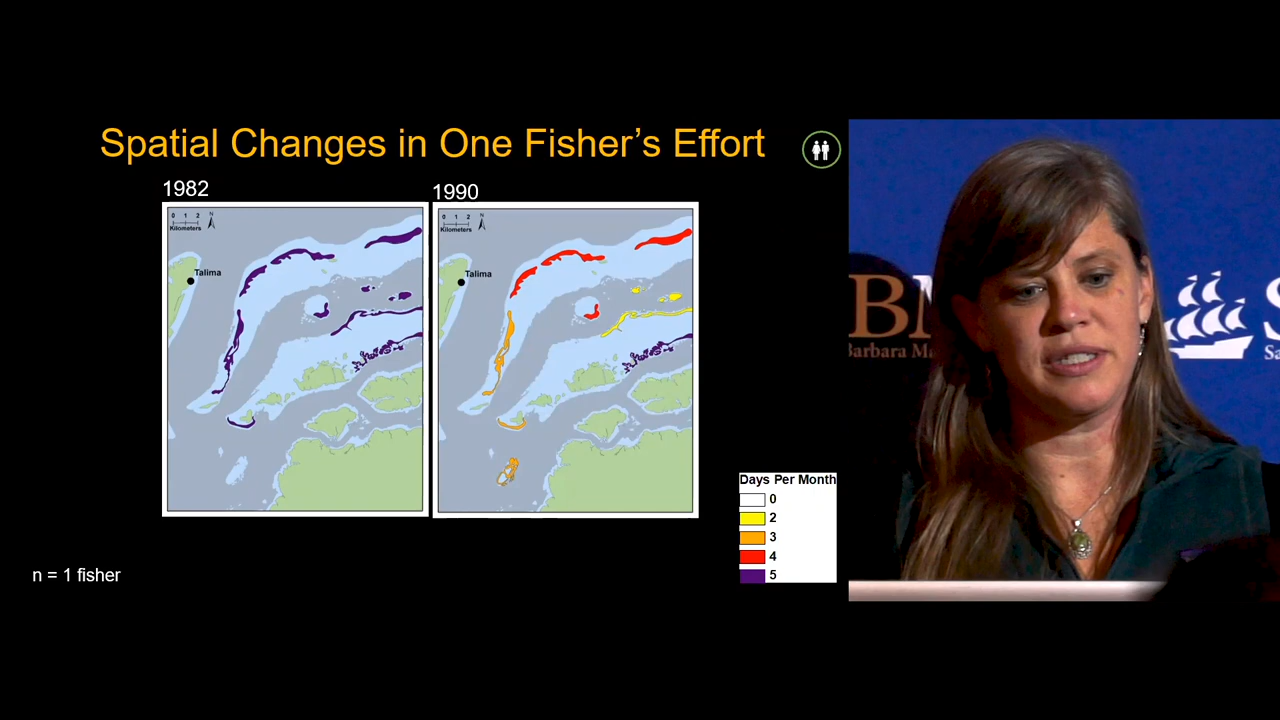 Spatial Changes in One Fisher's Effort
1982
1990
0 1 2
Kilometers
N
Talima
0 1 2
Kilometers
N
Talima
Days Per Month
0
2
3
4
5
n = 1 fisher
B
Barbara M
S
Sa